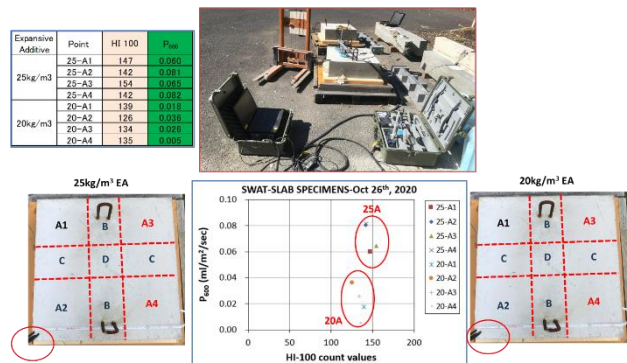 Expansive Additive Point HI 100 P₆₀₀
25kg/m3 25-A1 147 0.060
25-A2 142 0.081
25-A3 154 0.065
25-A4 142 0.082
20kg/m3 20-A1 139 0.018
20-A2 126 0.036
20-A3 134 0.026
20-A4 135 0.005
25kg/m³ EA
A1 B A3
C D C
A2 B A4
SWAT-SLAB SPECIMENS-Oct 26th, 2020
25A
20A
P₆₀₀ (ml/m²/sec)
0.10
0.08
0.06
0.04
0.02
0.00
0 50 100 150 200
HI-100 count values
25-A1
25-A2
25-A3
25-A4
20-A1
20-A2
20-A3
20-A4
20kg/m³ EA
A1 B A3
C D C
A2 B A4